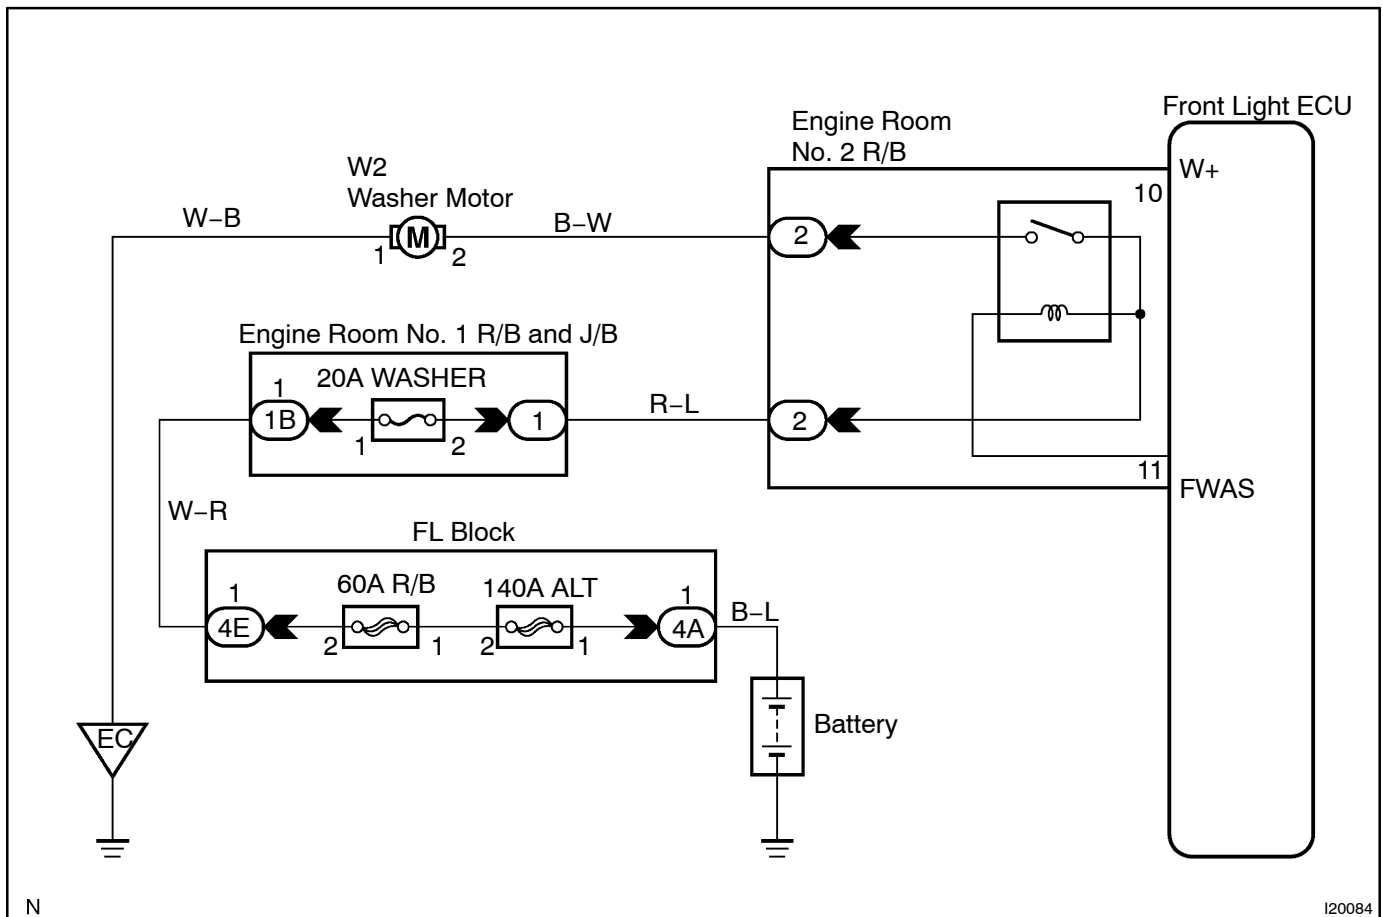 Front Light ECU
Engine Room
No. 2 R/B
W+
10
W2
Washer Motor
W–B
B–W
M
1
2
2
Engine Room No. 1 R/B and J/B
20A WASHER
1
1B
1
2
1
R–L
2
11
FWAS
W–R
FL Block
60A R/B
140A ALT
1
4E
2
1
2
1
1
4A
B–L
Battery
EC
N
I20084